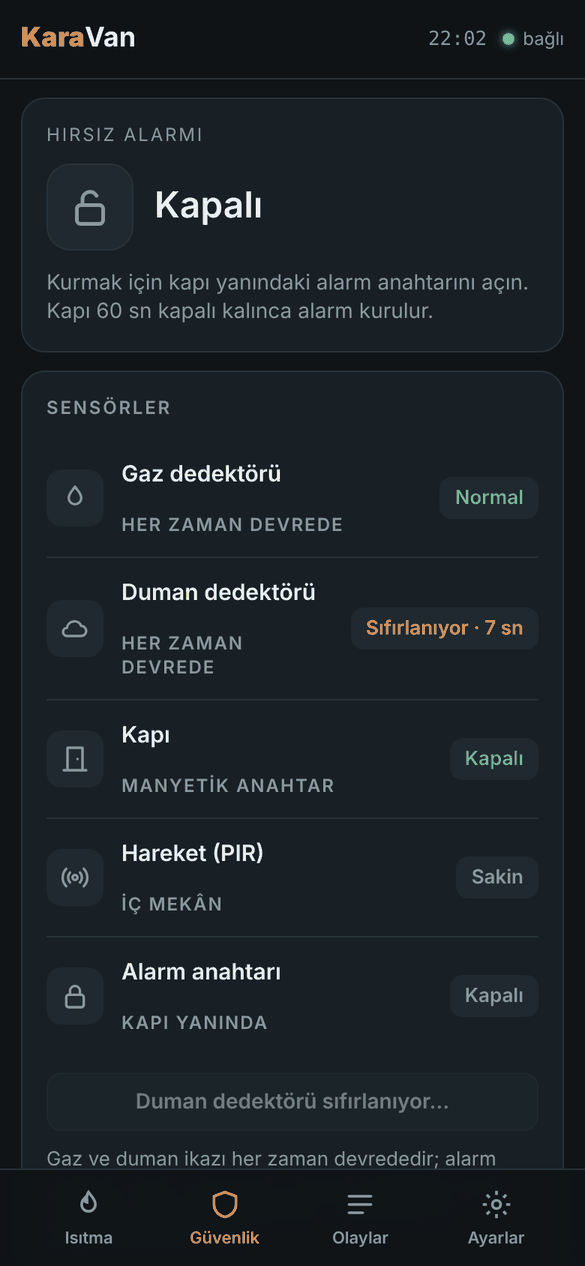 KaraVan
22:02 bağlı
HIRSIZ ALARMI
Kapalı
Kurmak için kapı yanındaki alarm anahtarını açın.
Kapı 60 sn kapalı kalınca alarm kurulur.
SENSÖRLER
Gaz dedektörü
HER ZAMAN DEVREDE
Normal
Duman dedektörü
HER ZAMAN
DEVREDE
Sıfırlanıyor · 7 sn
Kapı
MANYETİK ANAHTAR
Kapalı
Hareket (PIR)
İÇ MEKÂN
Sakin
Alarm anahtarı
KAPI YANINDA
Kapalı
Duman dedektörü sıfırlanıyor…
Gaz ve duman ikazı her zaman devrededir; alarm
Isıtma
Güvenlik
Olaylar
Ayarlar